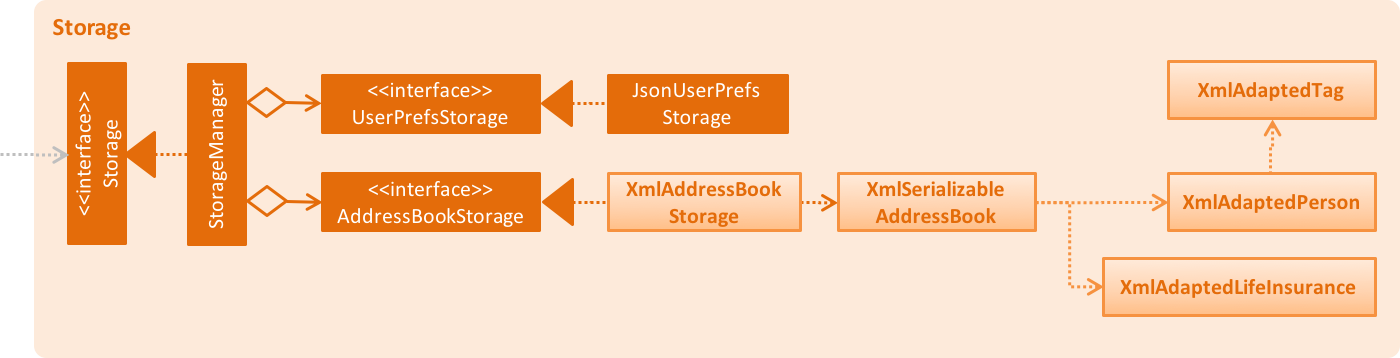 Storage
<<interface>>
Storage
StorageManager
<<interface>>
UserPrefsStorage
JsonUserPrefs
Storage
<<interface>>
AddressBookStorage
XmlAddressBook
Storage
XmlSerializable
AddressBook
XmlAdaptedTag
XmlAdaptedPerson
XmlAdaptedLifeInsurance